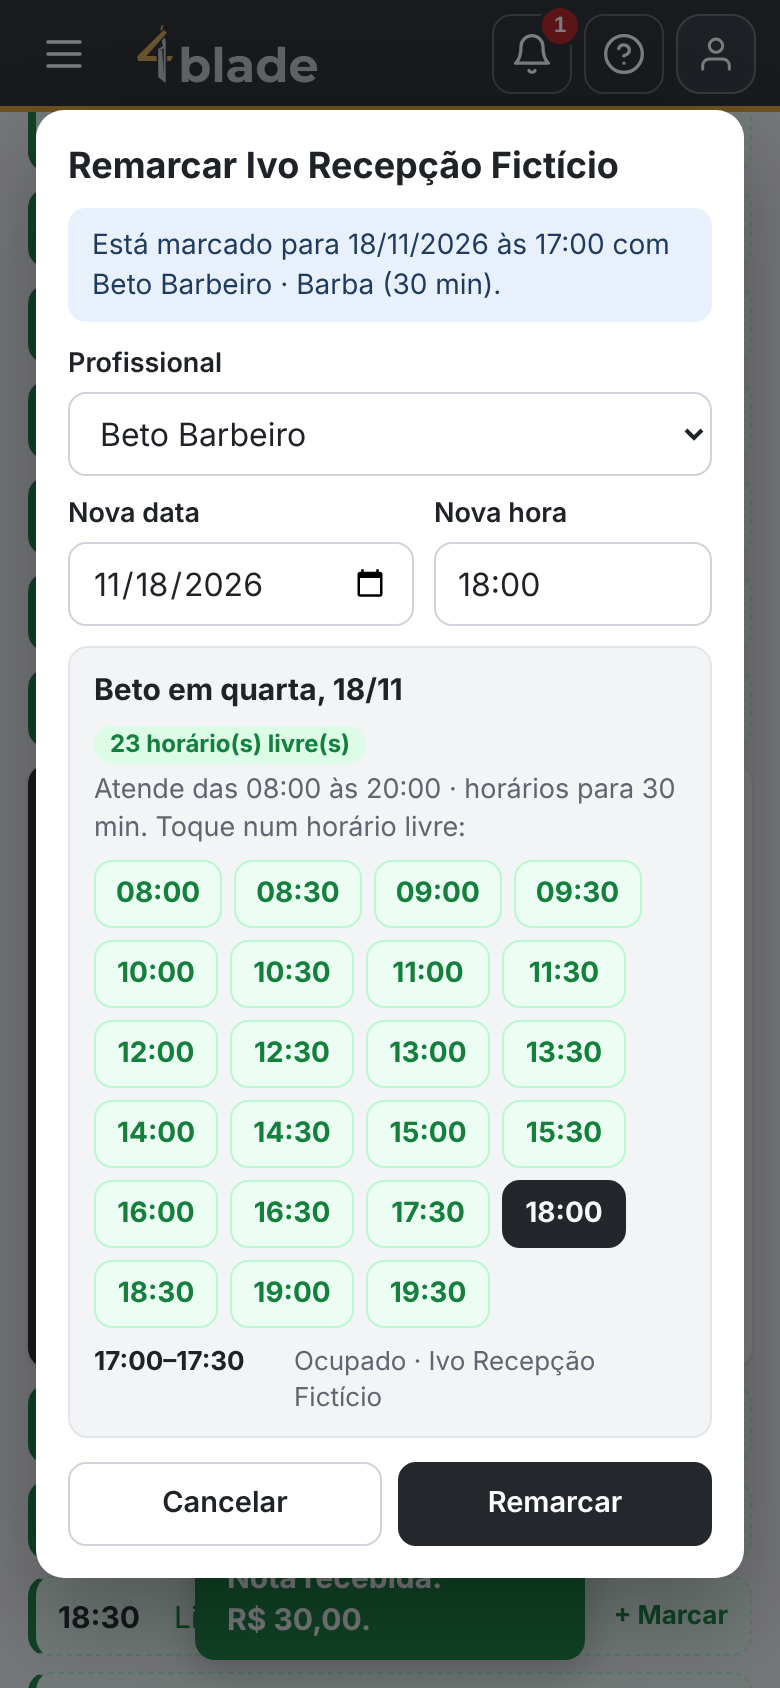 4blade
1
Remarcar Ivo Recepção Fictício
Está marcado para 18/11/2026 às 17:00 com
Beto Barbeiro · Barba (30 min).
Profissional
Beto Barbeiro
Nova data
Nova hora
11/18/2026
18:00
Beto em quarta, 18/11
23 horário(s) livre(s)
Atende das 08:00 às 20:00 · horários para 30
min. Toque num horário livre:
08:00 08:30 09:00 09:30
10:00 10:30 11:00 11:30
12:00 12:30 13:00 13:30
14:00 14:30 15:00 15:30
16:00 16:30 17:30 18:00
18:30 19:00 19:30
17:00–17:30 Ocupado · Ivo Recepção
Fictício
Cancelar
Remarcar
Nota recebida.
R$ 30,00.
18:30
+ Marcar